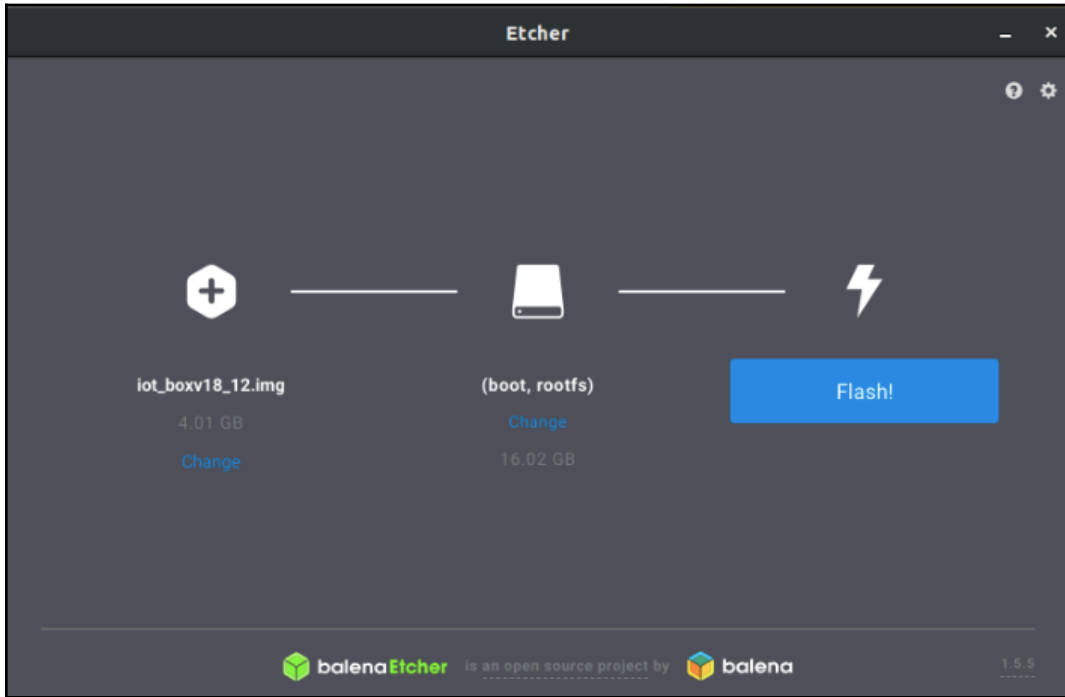 Etcher
iot_boxv18_12.img
4.01 GB
Change
(boot, rootfs)
Change
16.02 GB
Flash!
balenaEtcher is an open source project by balena
1.5.5